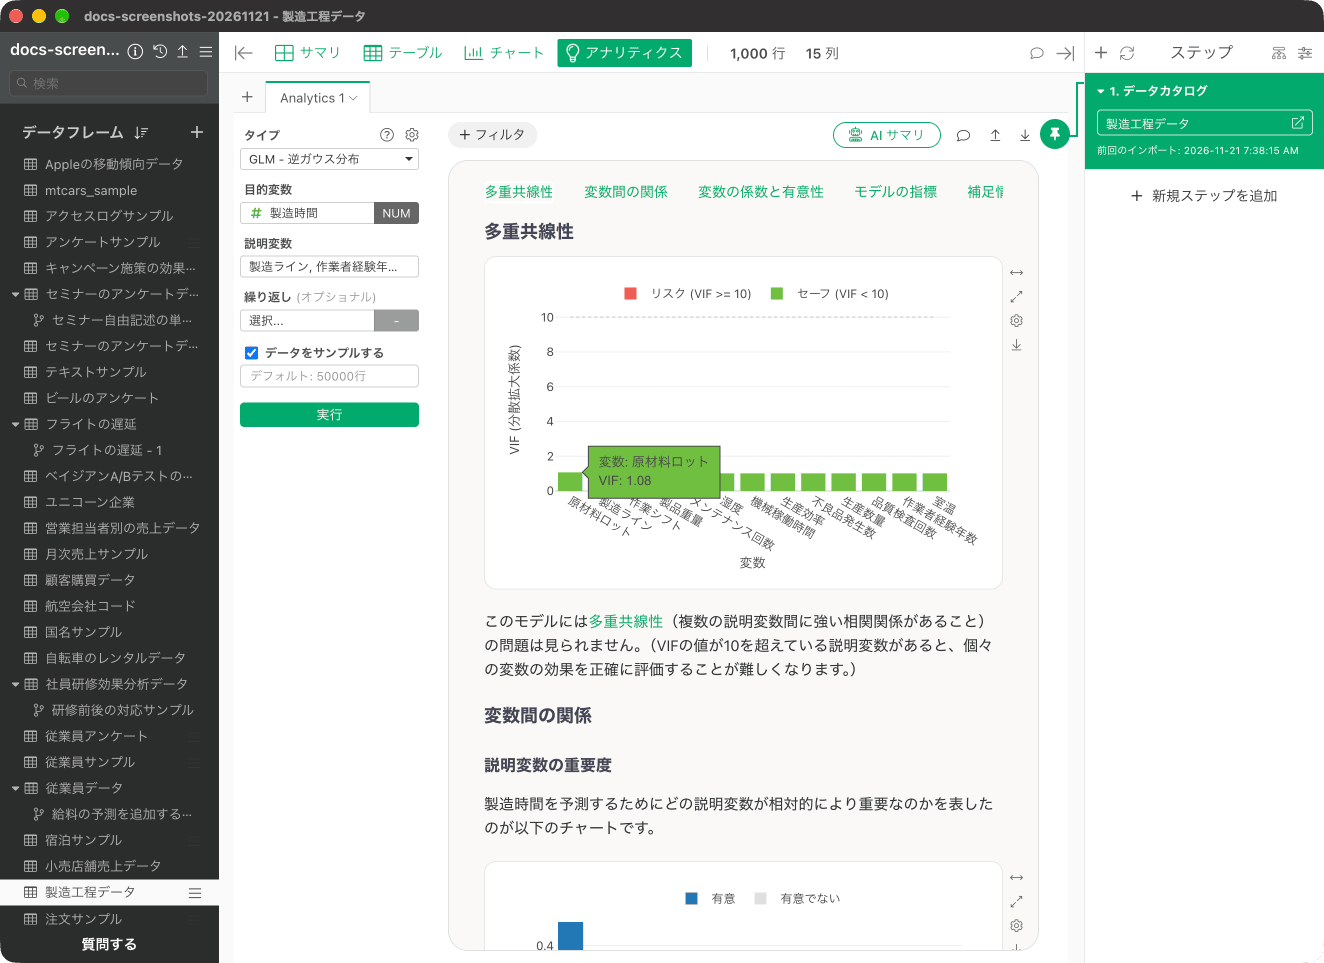 docs-screenshots-20261121 - 製造工程データ
docs-screen...
検索
データフレーム
Appleの移動傾向データ
mtcars_sample
アクセスログサンプル
アンケートサンプル
キャンペーン施策の効果...
セミナーのアンケートデ...
セミナー自由記述の単...
セミナーのアンケートデ...
テキストサンプル
ビールのアンケート
フライトの遅延
フライトの遅延 - 1
ベイジアンA/Bテストの...
ユニコーン企業
営業担当者別の売上データ
月次売上サンプル
顧客購買データ
航空会社コード
国名サンプル
自転車のレンタルデータ
社員研修効果分析データ
研修前後の対応サンプル
従業員アンケート
従業員サンプル
従業員データ
給料の予測を追加する...
宿泊サンプル
小売店舗売上データ
製造工程データ
注文サンプル
質問する
サマリ
テーブル
チャート
アナリティクス
1,000 行
15 列
Analytics 1
タイプ
GLM - 逆ガウス分布
目的変数
# 製造時間 NUM
説明変数
製造ライン, 作業者経験年...
繰り返し (オプショナル)
選択... -
データをサンプルする
デフォルト: 50000行
実行
+ フィルタ
AI サマリ
多重共線性
変数間の関係
変数の係数と有意性
モデルの指標
補足情
多重共線性
リスク (VIF >= 10)
セーフ (VIF < 10)
VIF (分散拡大係数)
10
8
6
4
2
0
変数: 原材料ロット
VIF: 1.08
原材料ロット
製造ライン
作業シフト
製品重量
メンテナンス回数
湿度
機械稼働時間
生産効率
不良品発生数
生産数量
品質検査回数
作業者経験年数
室温
変数
このモデルには多重共線性（複数の説明変数間に強い相関関係があること）
の問題は見られません。（VIFの値が10を超えている説明変数があると、個々
の変数の効果を正確に評価することが難しくなります。）
変数間の関係
説明変数の重要度
製造時間を予測するためにどの説明変数が相対的により重要なのかを表した
のが以下のチャートです。
有意
有意でない
0.4
ステップ
1. データカタログ
製造工程データ
前回のインポート: 2026-11-21 7:38:15 AM
+ 新規ステップを追加